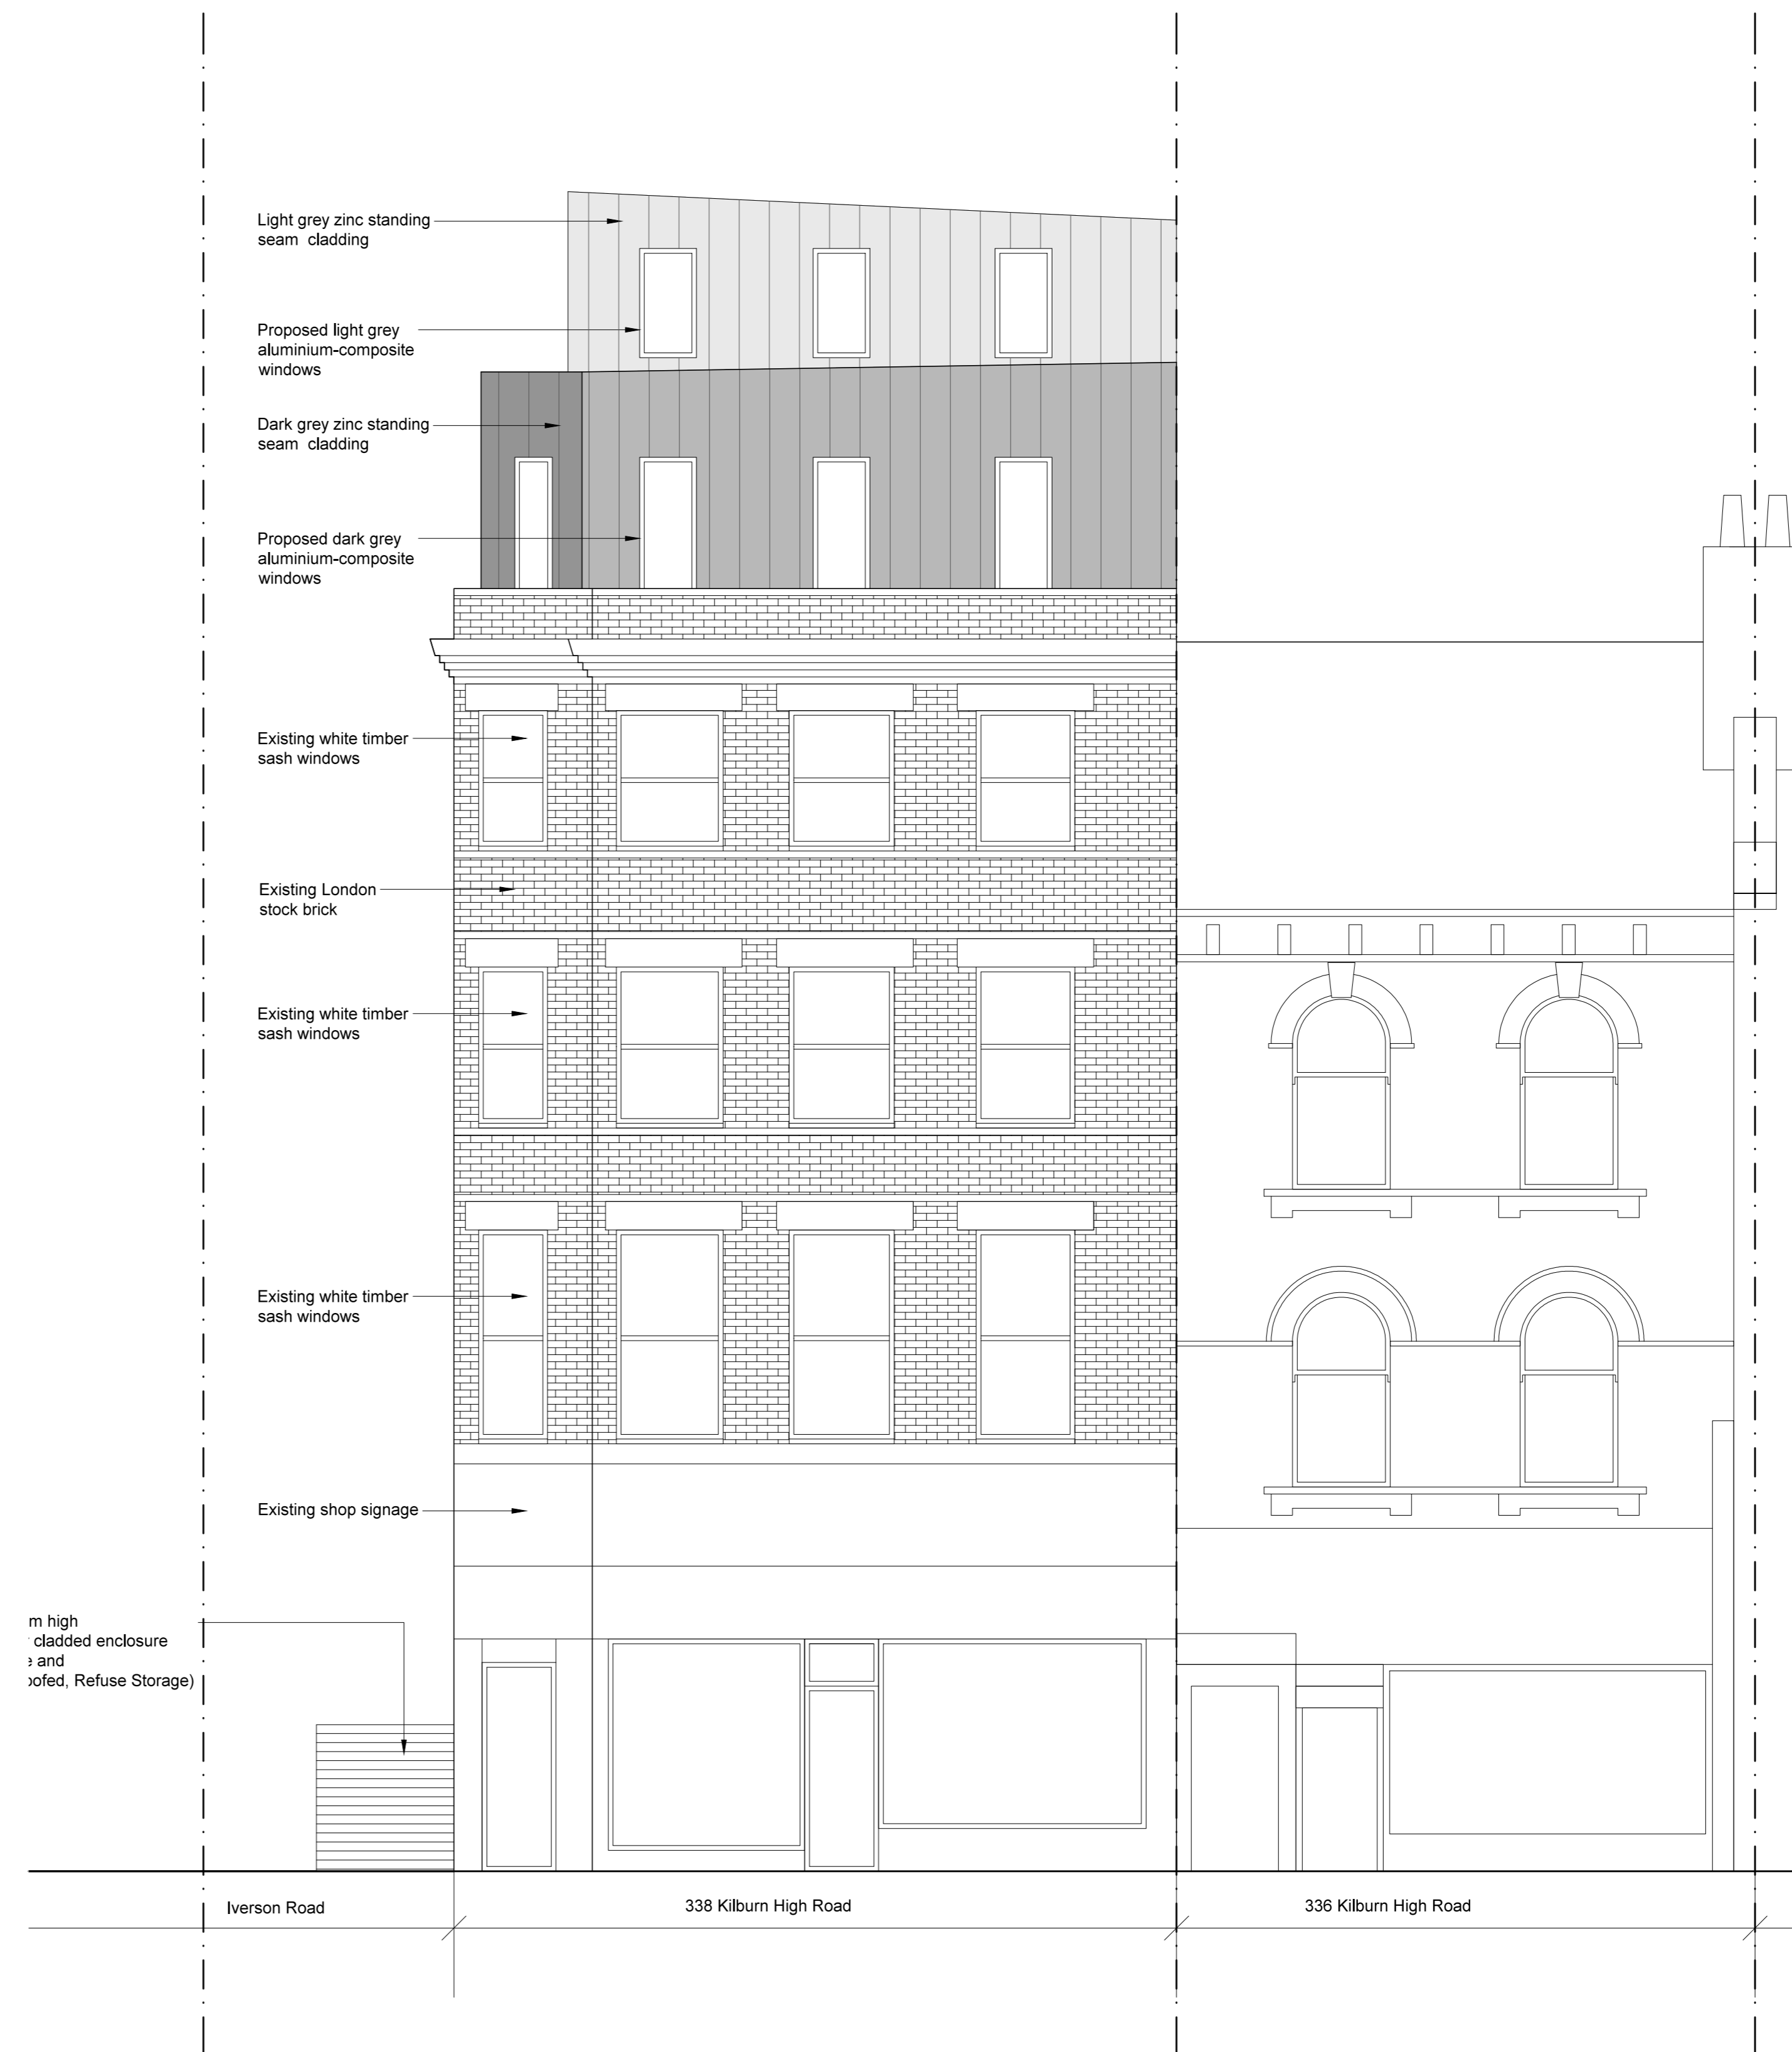 Light grey zinc standing
seam cladding
Proposed light grey
aluminium-composite
windows
Dark grey zinc standing
seam cladding
Proposed dark grey
aluminium-composite
windows
Existing white timber
sash windows
Existing London
stock brick
Existing white timber
sash windows
Existing white timber
sash windows
Existing shop signage
m high
cladded enclosure
and
Refuse Storage)
Iverson Road
338 Kilburn High Road
336 Kilburn High Road